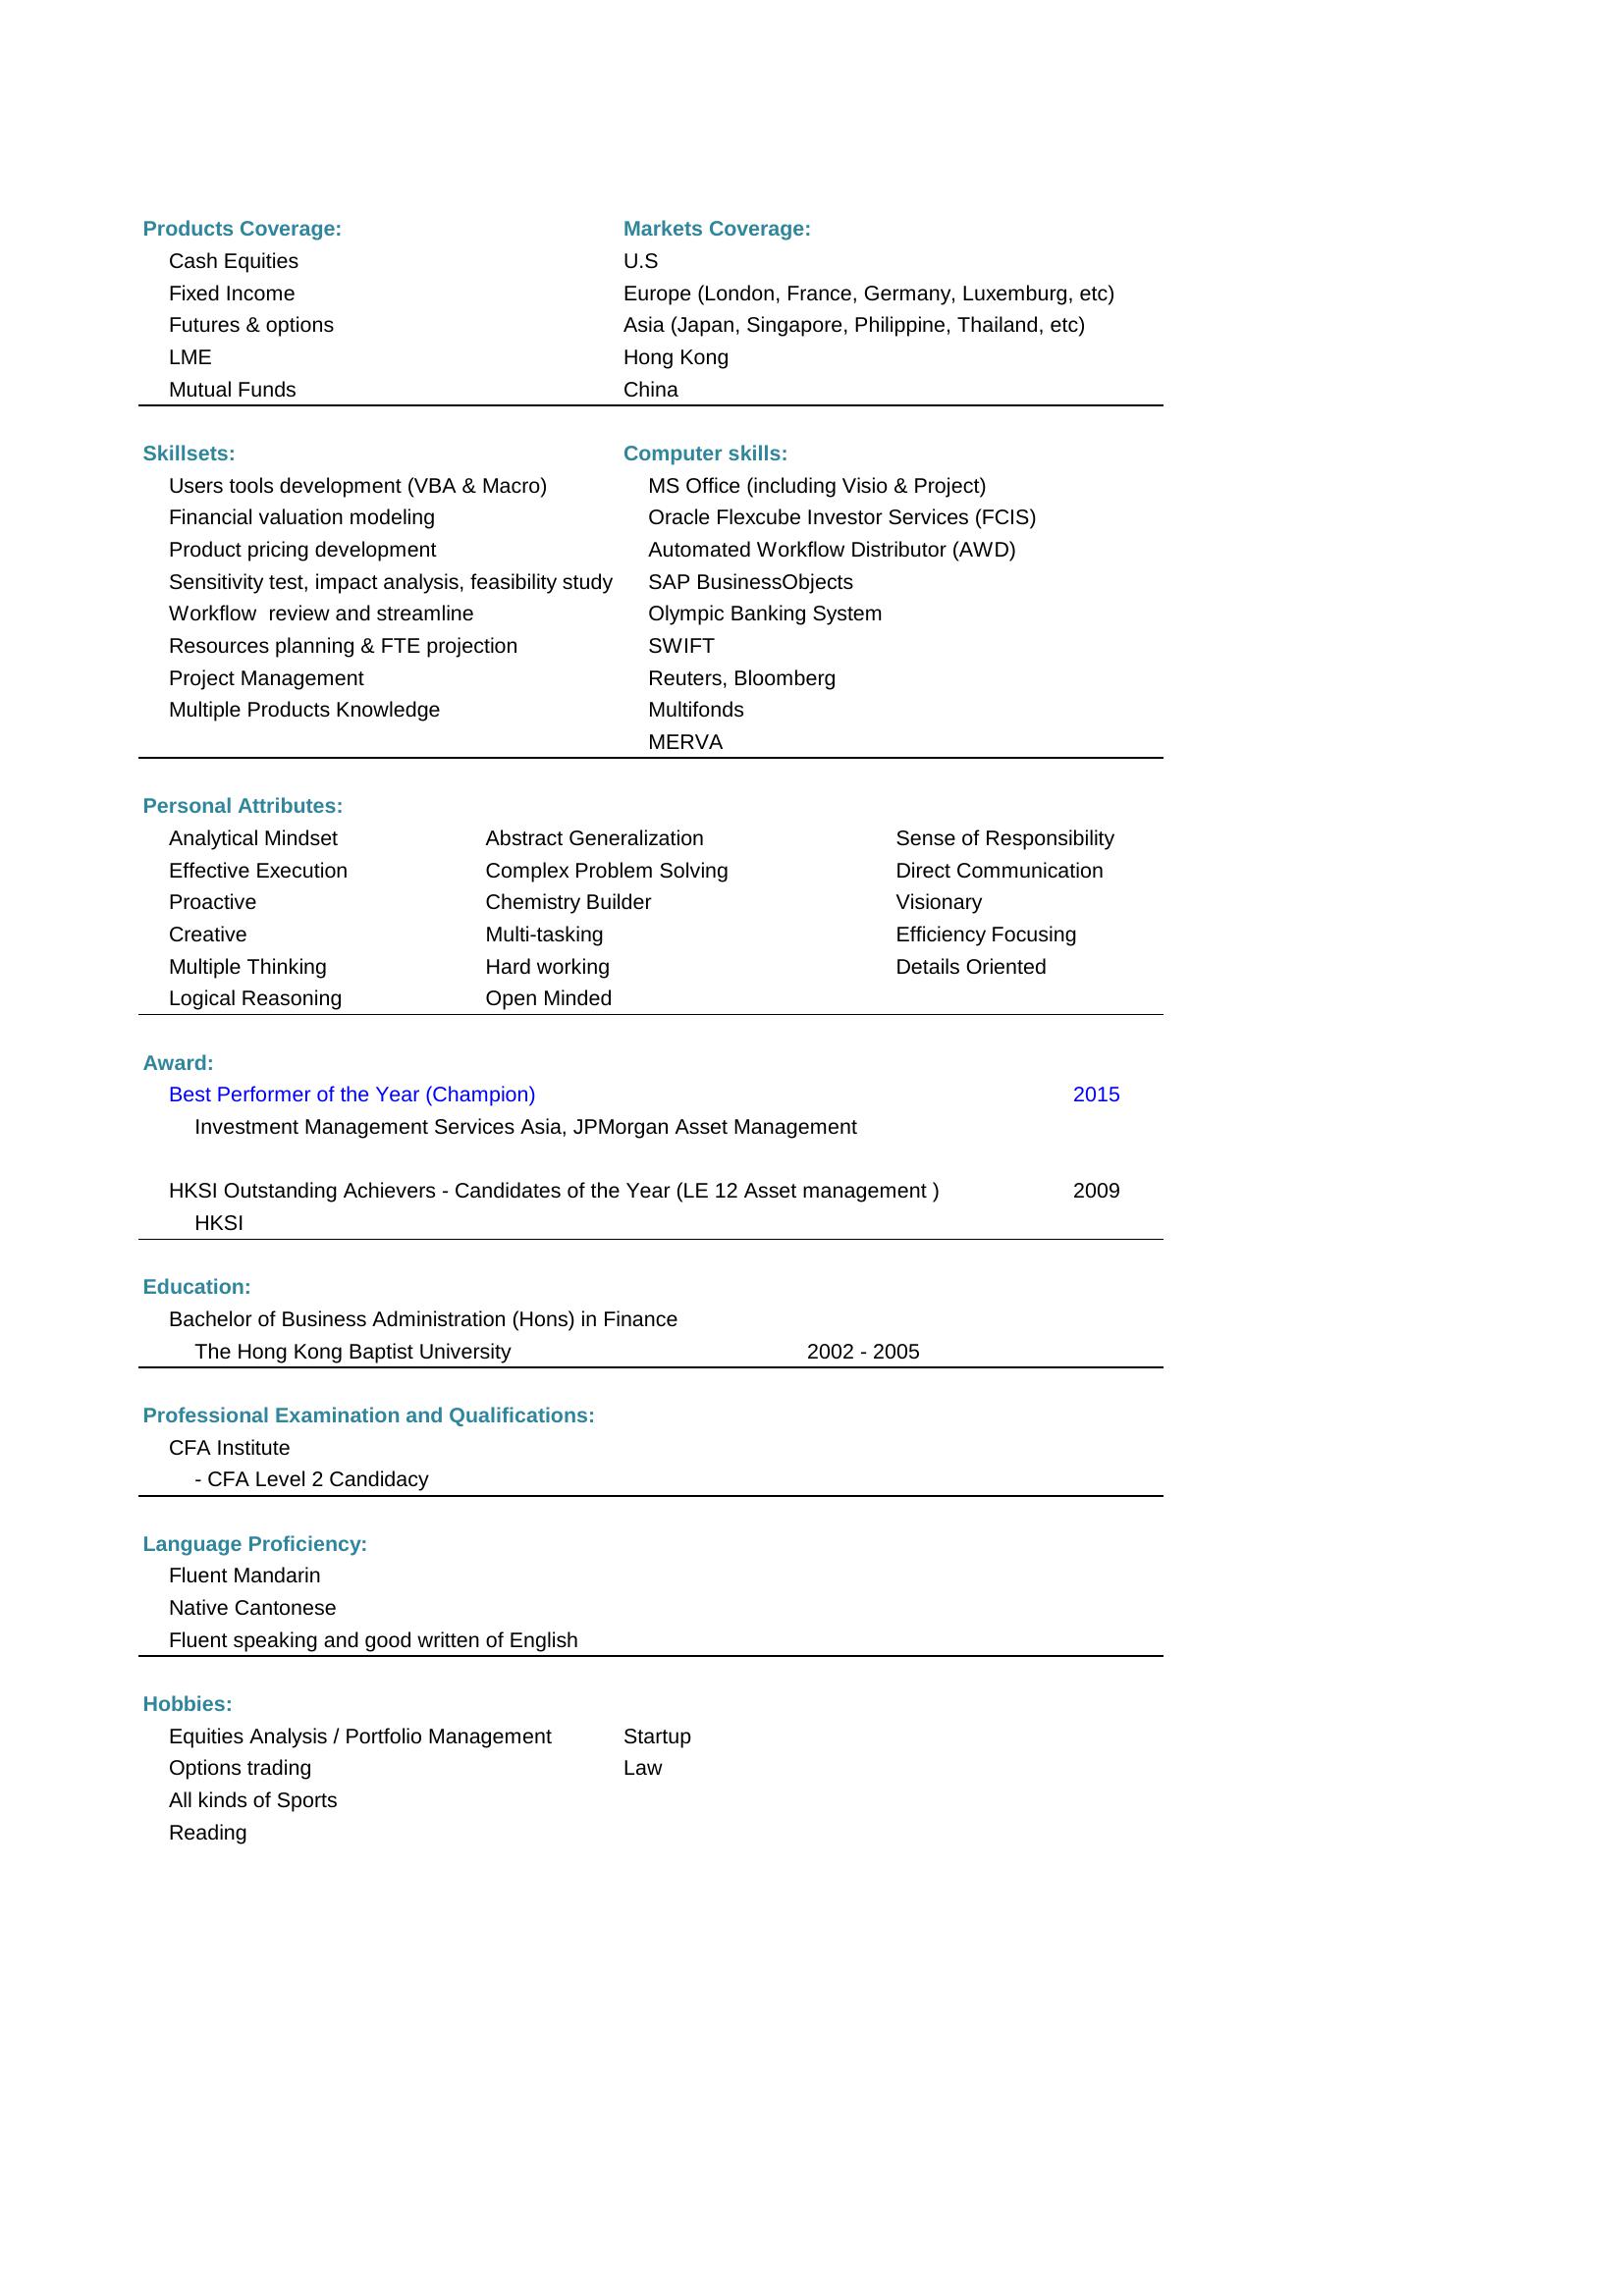 Products Coverage: Markets Coverage:
Cash Equities U.S
Fixed Income Europe (London, France, Germany, Luxemburg, etc)
Futures & options Asia (Japan, Singapore, Philippine, Thailand, etc)
LME Hong Kong
Mutual Funds China
Skillsets: Computer skills:
Users tools development (VBA & Macro) MS Office (including Visio & Project)
Financial valuation modeling Oracle Flexcube Investor Services (FCIS)
Product pricing development Automated Workflow Distributor (AWD)
Sensitivity test, impact analysis, feasibility study SAP BusinessObjects
Workflow  review and streamline Olympic Banking System
Resources planning & FTE projection SWIFT
Project Management Reuters, Bloomberg
Multiple Products Knowledge Multifonds
MERVA
Personal Attributes:
Analytical Mindset Abstract Generalization Sense of Responsibility
Effective Execution Complex Problem Solving Direct Communication
Proactive Chemistry Builder Visionary
Creative Multi-tasking Efficiency Focusing
Multiple Thinking Hard working Details Oriented
Logical Reasoning Open Minded
Award:
Best Performer of the Year (Champion) 2015
Investment Management Services Asia, JPMorgan Asset Management
HKSI Outstanding Achievers - Candidates of the Year (LE 12 Asset management ) 2009
HKSI
Education:
Bachelor of Business Administration (Hons) in Finance
The Hong Kong Baptist University 2002 - 2005
Professional Examination and Qualifications:
CFA Institute
- CFA Level 2 Candidacy
Language Proficiency:
Fluent Mandarin
Native Cantonese
Fluent speaking and good written of English
Hobbies:
Equities Analysis / Portfolio Management Startup
Options trading Law
All kinds of Sports
Reading